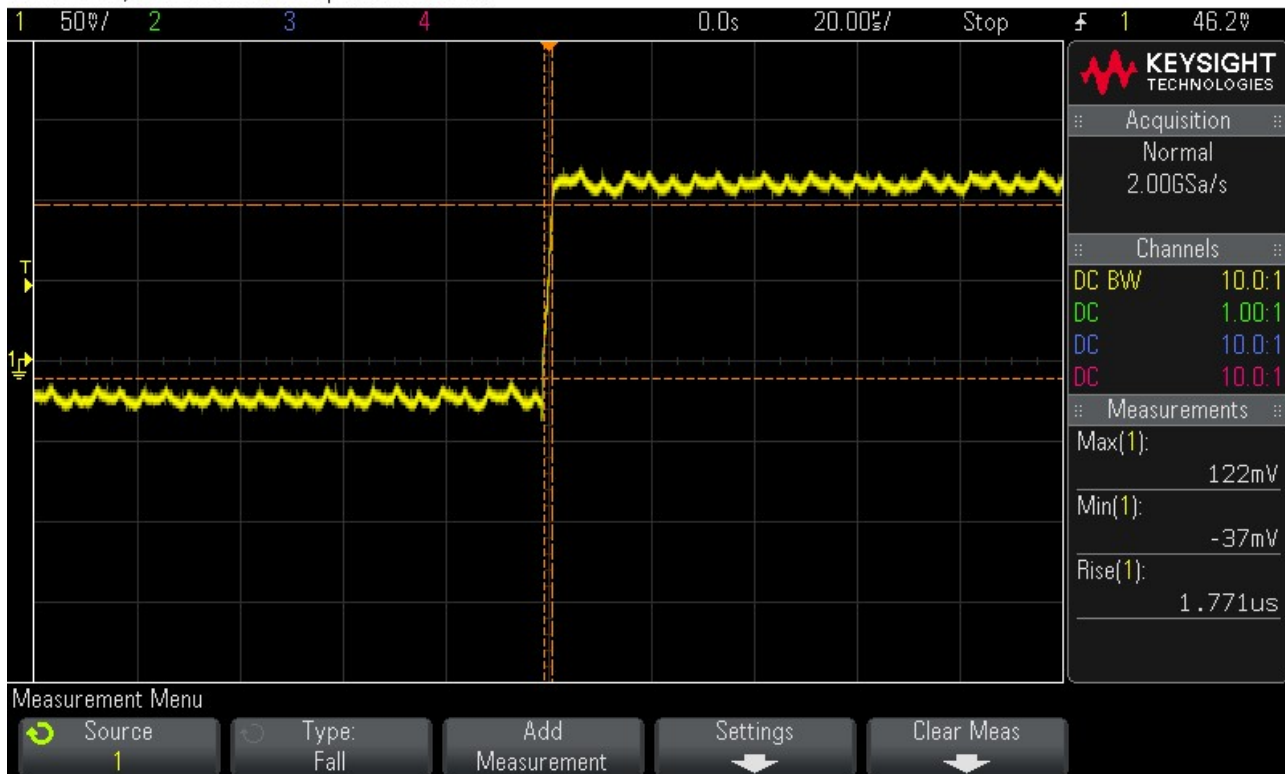 1 50mV/ 2 3 4 0.0s 20.00us/ Stop 1 46.2mV
KEYSIGHT
TECHNOLOGIES
Acquisition
Normal
2.00GSa/s
Channels
DC BW 10.0:1
DC 1.00:1
DC 10.0:1
DC 10.0:1
Measurements
Max(1):
122mV
Min(1):
-37mV
Rise(1):
1.771us
T
1
Measurement Menu
Source
1
Type:
Fall
Add
Measurement
Settings
Clear Meas